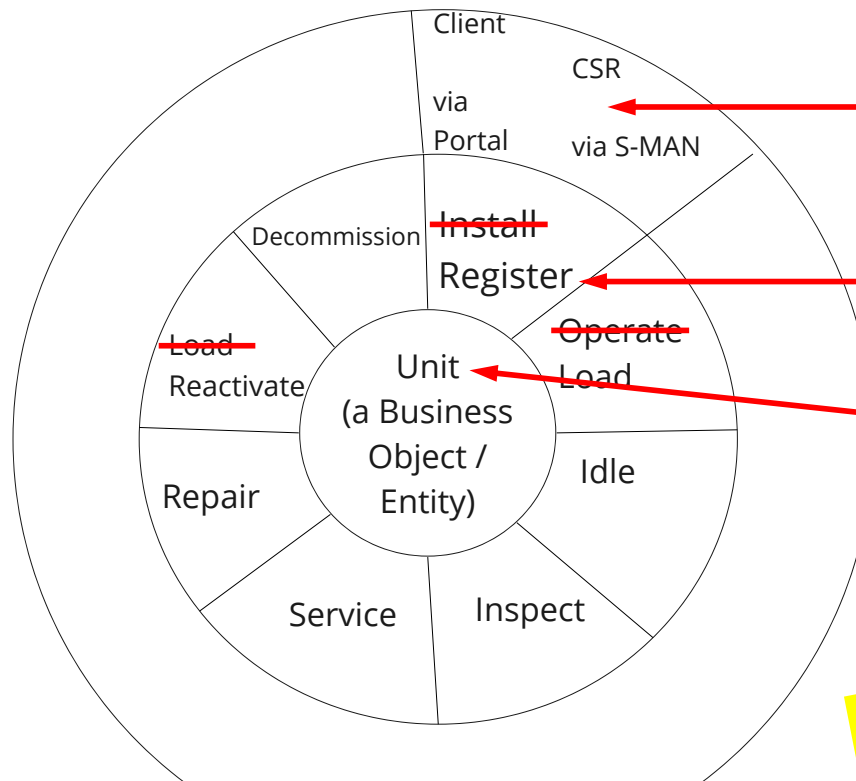 Client
CSR
via
Portal
via S-MAN
Decommission
Install
Register
Operate
Load
Load
Reactivate
Unit
(a Business
Object /
Entity)
Idle
Repair
Service
Inspect